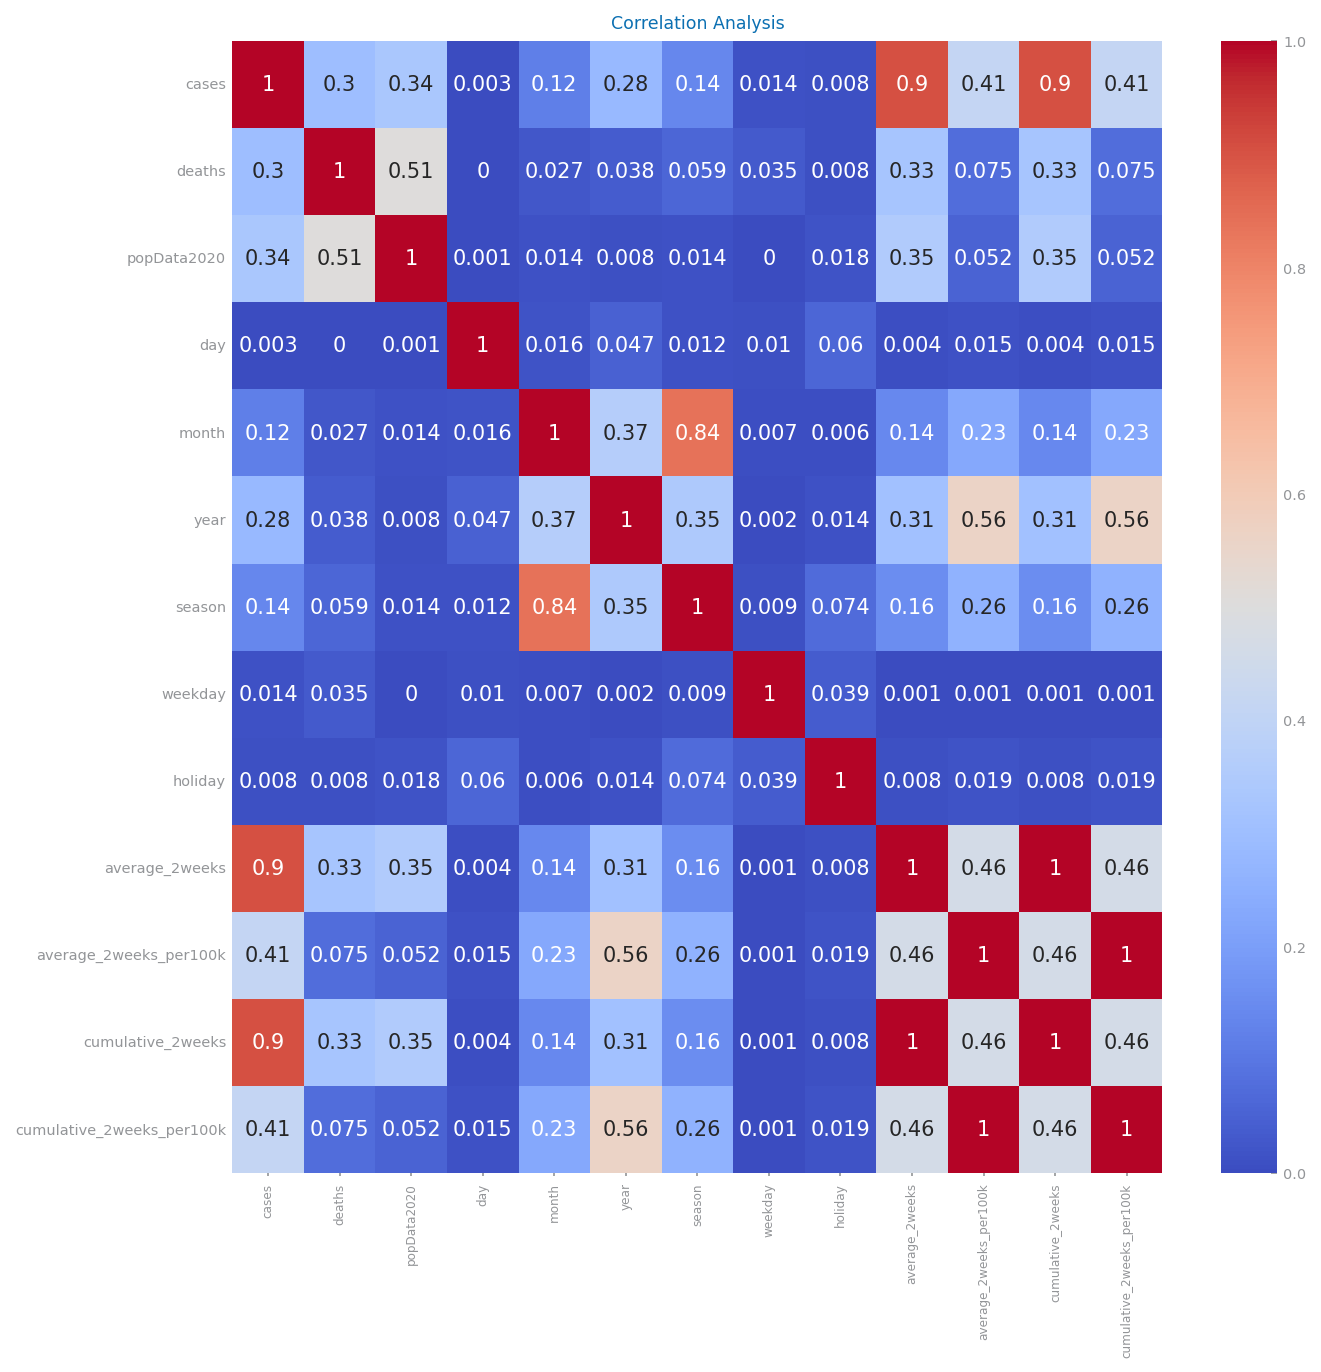 Correlation Analysis
cases 1 0.3 0.34 0.003 0.12 0.28 0.14 0.014 0.008 0.9 0.41 0.9 0.41
deaths 0.3 1 0.51 0 0.027 0.038 0.059 0.035 0.008 0.33 0.075 0.33 0.075
popData2020 0.34 0.51 1 0.001 0.014 0.008 0.014 0 0.018 0.35 0.052 0.35 0.052
day 0.003 0 0.001 1 0.016 0.047 0.012 0.01 0.06 0.004 0.015 0.004 0.015
month 0.12 0.027 0.014 0.016 1 0.37 0.84 0.007 0.006 0.14 0.23 0.14 0.23
year 0.28 0.038 0.008 0.047 0.37 1 0.35 0.002 0.014 0.31 0.56 0.31 0.56
season 0.14 0.059 0.014 0.012 0.84 0.35 1 0.009 0.074 0.16 0.26 0.16 0.26
weekday 0.014 0.035 0 0.01 0.007 0.002 0.009 1 0.039 0.001 0.001 0.001 0.001
holiday 0.008 0.008 0.018 0.06 0.006 0.014 0.074 0.039 1 0.008 0.019 0.008 0.019
average_2weeks 0.9 0.33 0.35 0.004 0.14 0.31 0.16 0.001 0.008 1 0.46 1 0.46
average_2weeks_per100k 0.41 0.075 0.052 0.015 0.23 0.56 0.26 0.001 0.019 0.46 1 0.46 1
cumulative_2weeks 0.9 0.33 0.35 0.004 0.14 0.31 0.16 0.001 0.008 1 0.46 1 0.46
cumulative_2weeks_per100k 0.41 0.075 0.052 0.015 0.23 0.56 0.26 0.001 0.019 0.46 1 0.46 1
cases
deaths
popData2020
day
month
year
season
weekday
holiday
average_2weeks
average_2weeks_per100k
cumulative_2weeks
cumulative_2weeks_per100k
1.0
0.8
0.6
0.4
0.2
0.0